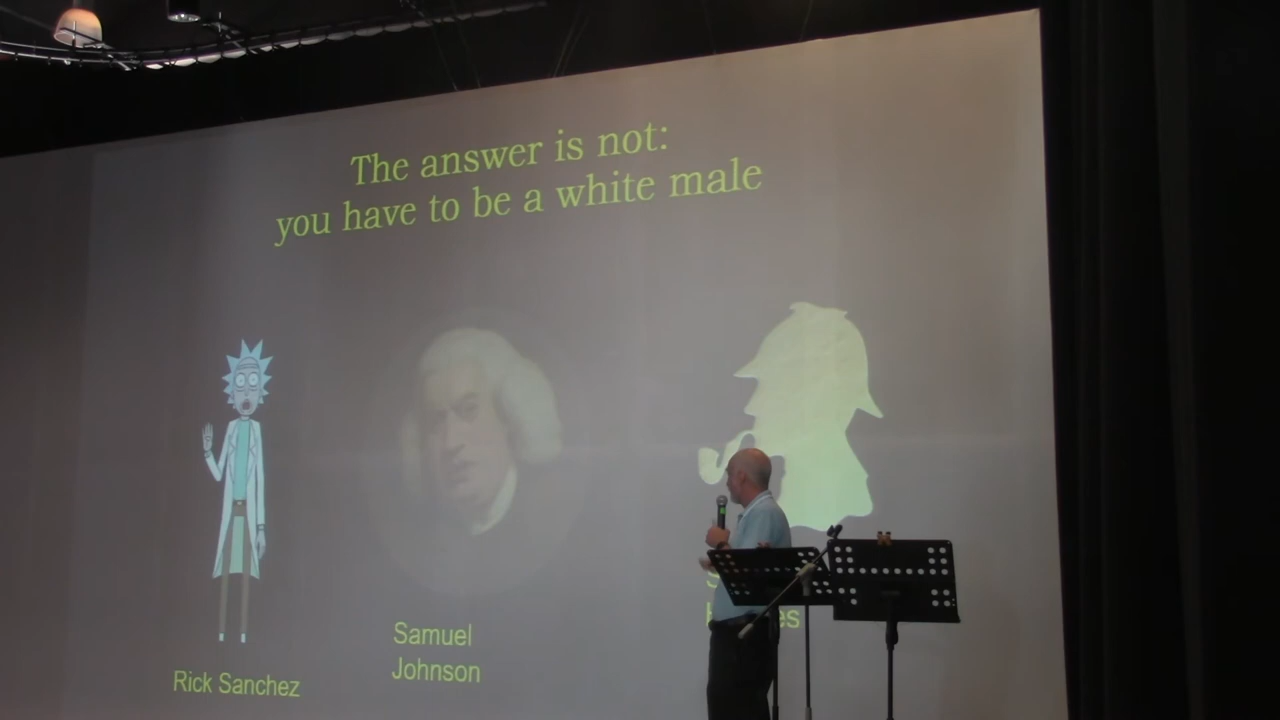 The answer is not:
you have to be a white male
Rick Sanchez
Samuel
Johnson